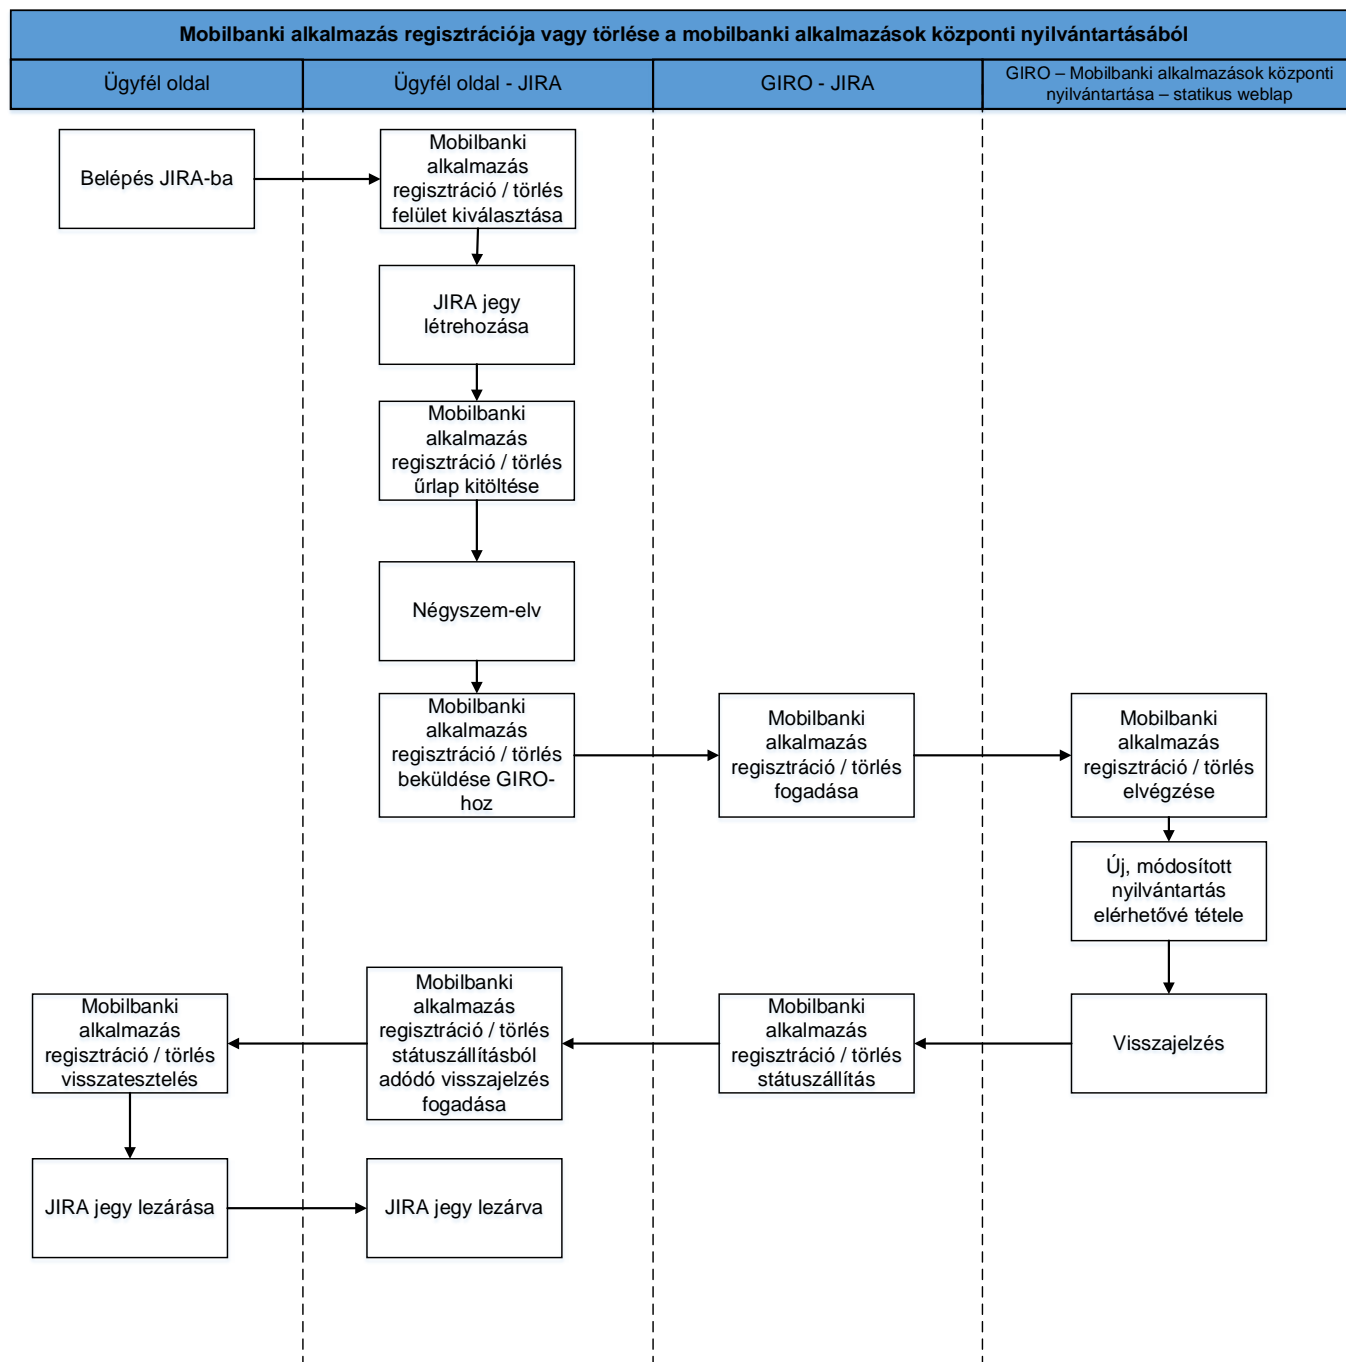 Mobilbanki alkalmazás regisztrációja vagy törlése a mobilbanki alkalmazások központi nyilvántartásából
Ügyfél oldal
Ügyfél oldal - JIRA
GIRO - JIRA
GIRO – Mobilbanki alkalmazások központi
nyilvántartása – statikus weblap
Belépés JIRA-ba
Mobilbanki
alkalmazás
regisztráció / törlés
felület kiválasztása
JIRA jegy
létrehozása
Mobilbanki
alkalmazás
regisztráció / törlés
űrlap kitöltése
Négyszem-elv
Mobilbanki
alkalmazás
regisztráció / törlés
beküldése GIRO-
hoz
Mobilbanki
alkalmazás
regisztráció / törlés
fogadása
Mobilbanki
alkalmazás
regisztráció / törlés
elvégzése
Új, módosított
nyilvántartás
elérhetővé tétele
Mobilbanki
alkalmazás
regisztráció / törlés
visszatesztelés
Mobilbanki
alkalmazás
regisztráció / törlés
státuszállításból
adódó visszajelzés
fogadása
Mobilbanki
alkalmazás
regisztráció / törlés
státuszállítás
Visszajelzés
JIRA jegy lezárása
JIRA jegy lezárva